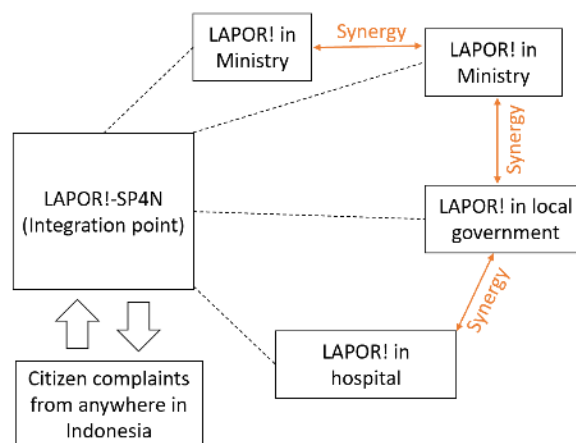 Synergy
LAPOR! in
Ministry
LAPOR! in
Ministry
Synergy
LAPOR!-SP4N
(Integration point)
LAPOR! in local
government
Synergy
LAPOR! in
hospital
Citizen complaints
from anywhere in
Indonesia